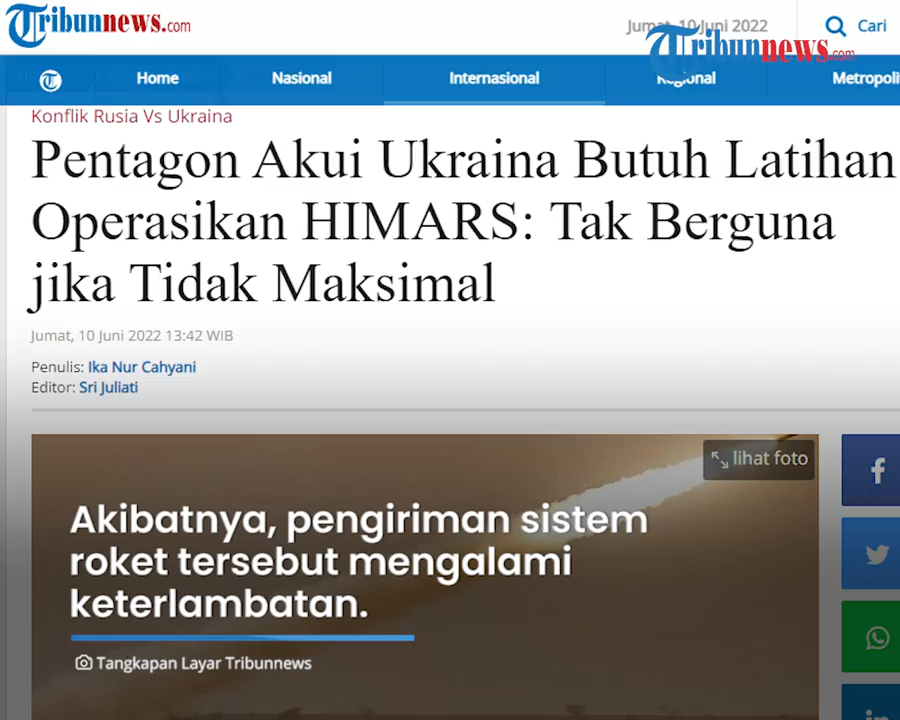 Tribunnews.com
Jumat, 10 Juni 2022
Cari
Tribunnews.com
Home
Nasional
Internasional
Regional
Metropoli
Konflik Rusia Vs Ukraina
Pentagon Akui Ukraina Butuh Latihan
Operasikan HIMARS: Tak Berguna
jika Tidak Maksimal
Jumat, 10 Juni 2022 13:42 WIB
Penulis: Ika Nur Cahyani
Editor: Sri Juliati
lihat foto
Akibatnya, pengiriman sistem
roket tersebut mengalami
keterlambatan.
Tangkapan Layar Tribunnews